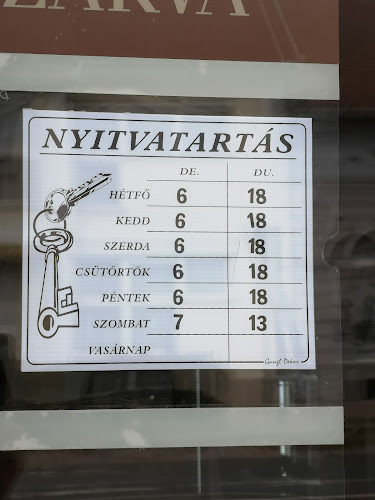 ZÁRVA
NYITVATARTÁS
DE. DU.
HÉTFŐ 6 18
KEDD 6 18
SZERDA 6 18
CSÜTÖRTÖK 6 18
PÉNTEK 6 18
SZOMBAT 7 13
VASÁRNAP